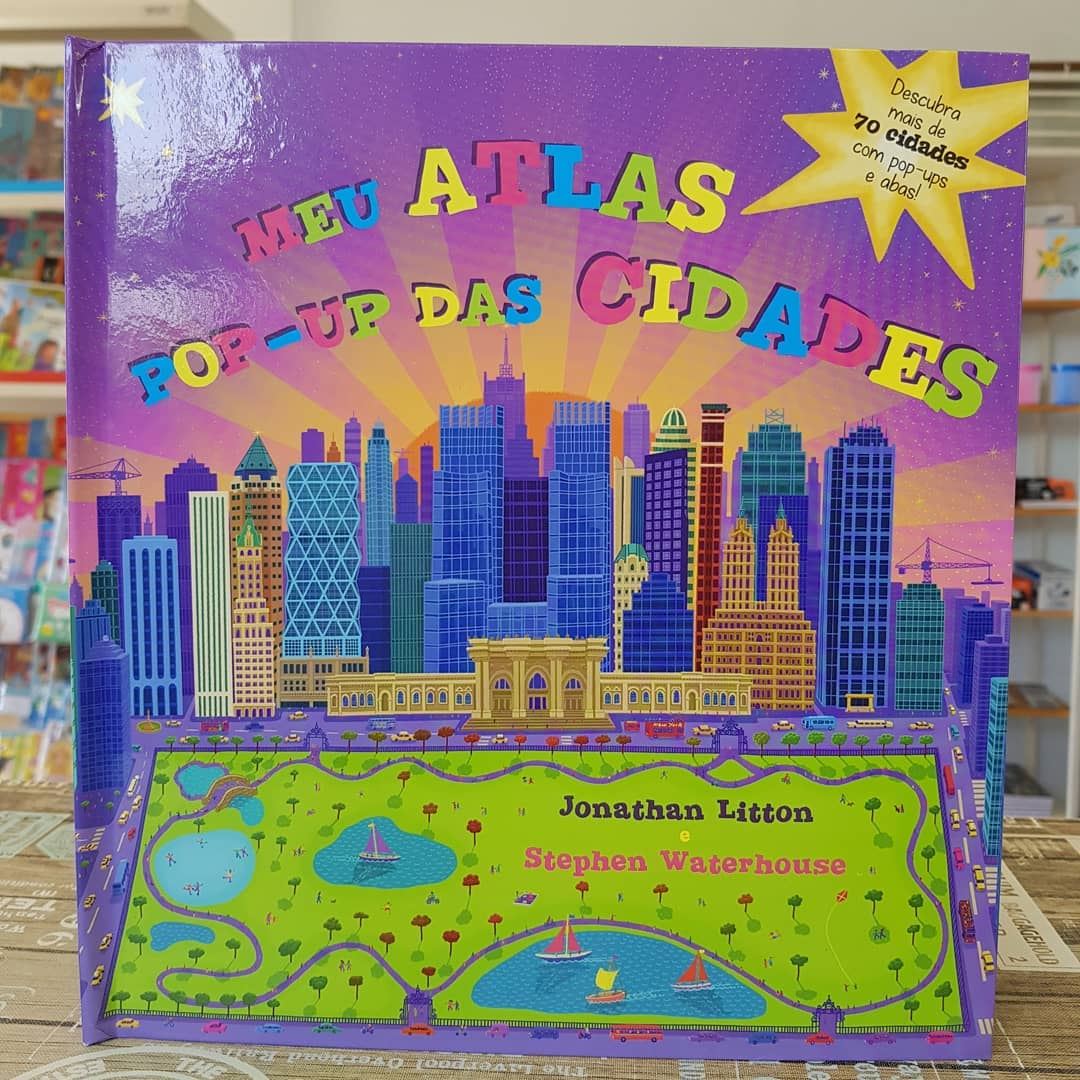 Descubra
mais de
70 cidades
com pop-ups
e abas!
MEU ATLAS
POP-UP DAS CIDADES
Jonathan Litton
e
Stephen Waterhouse